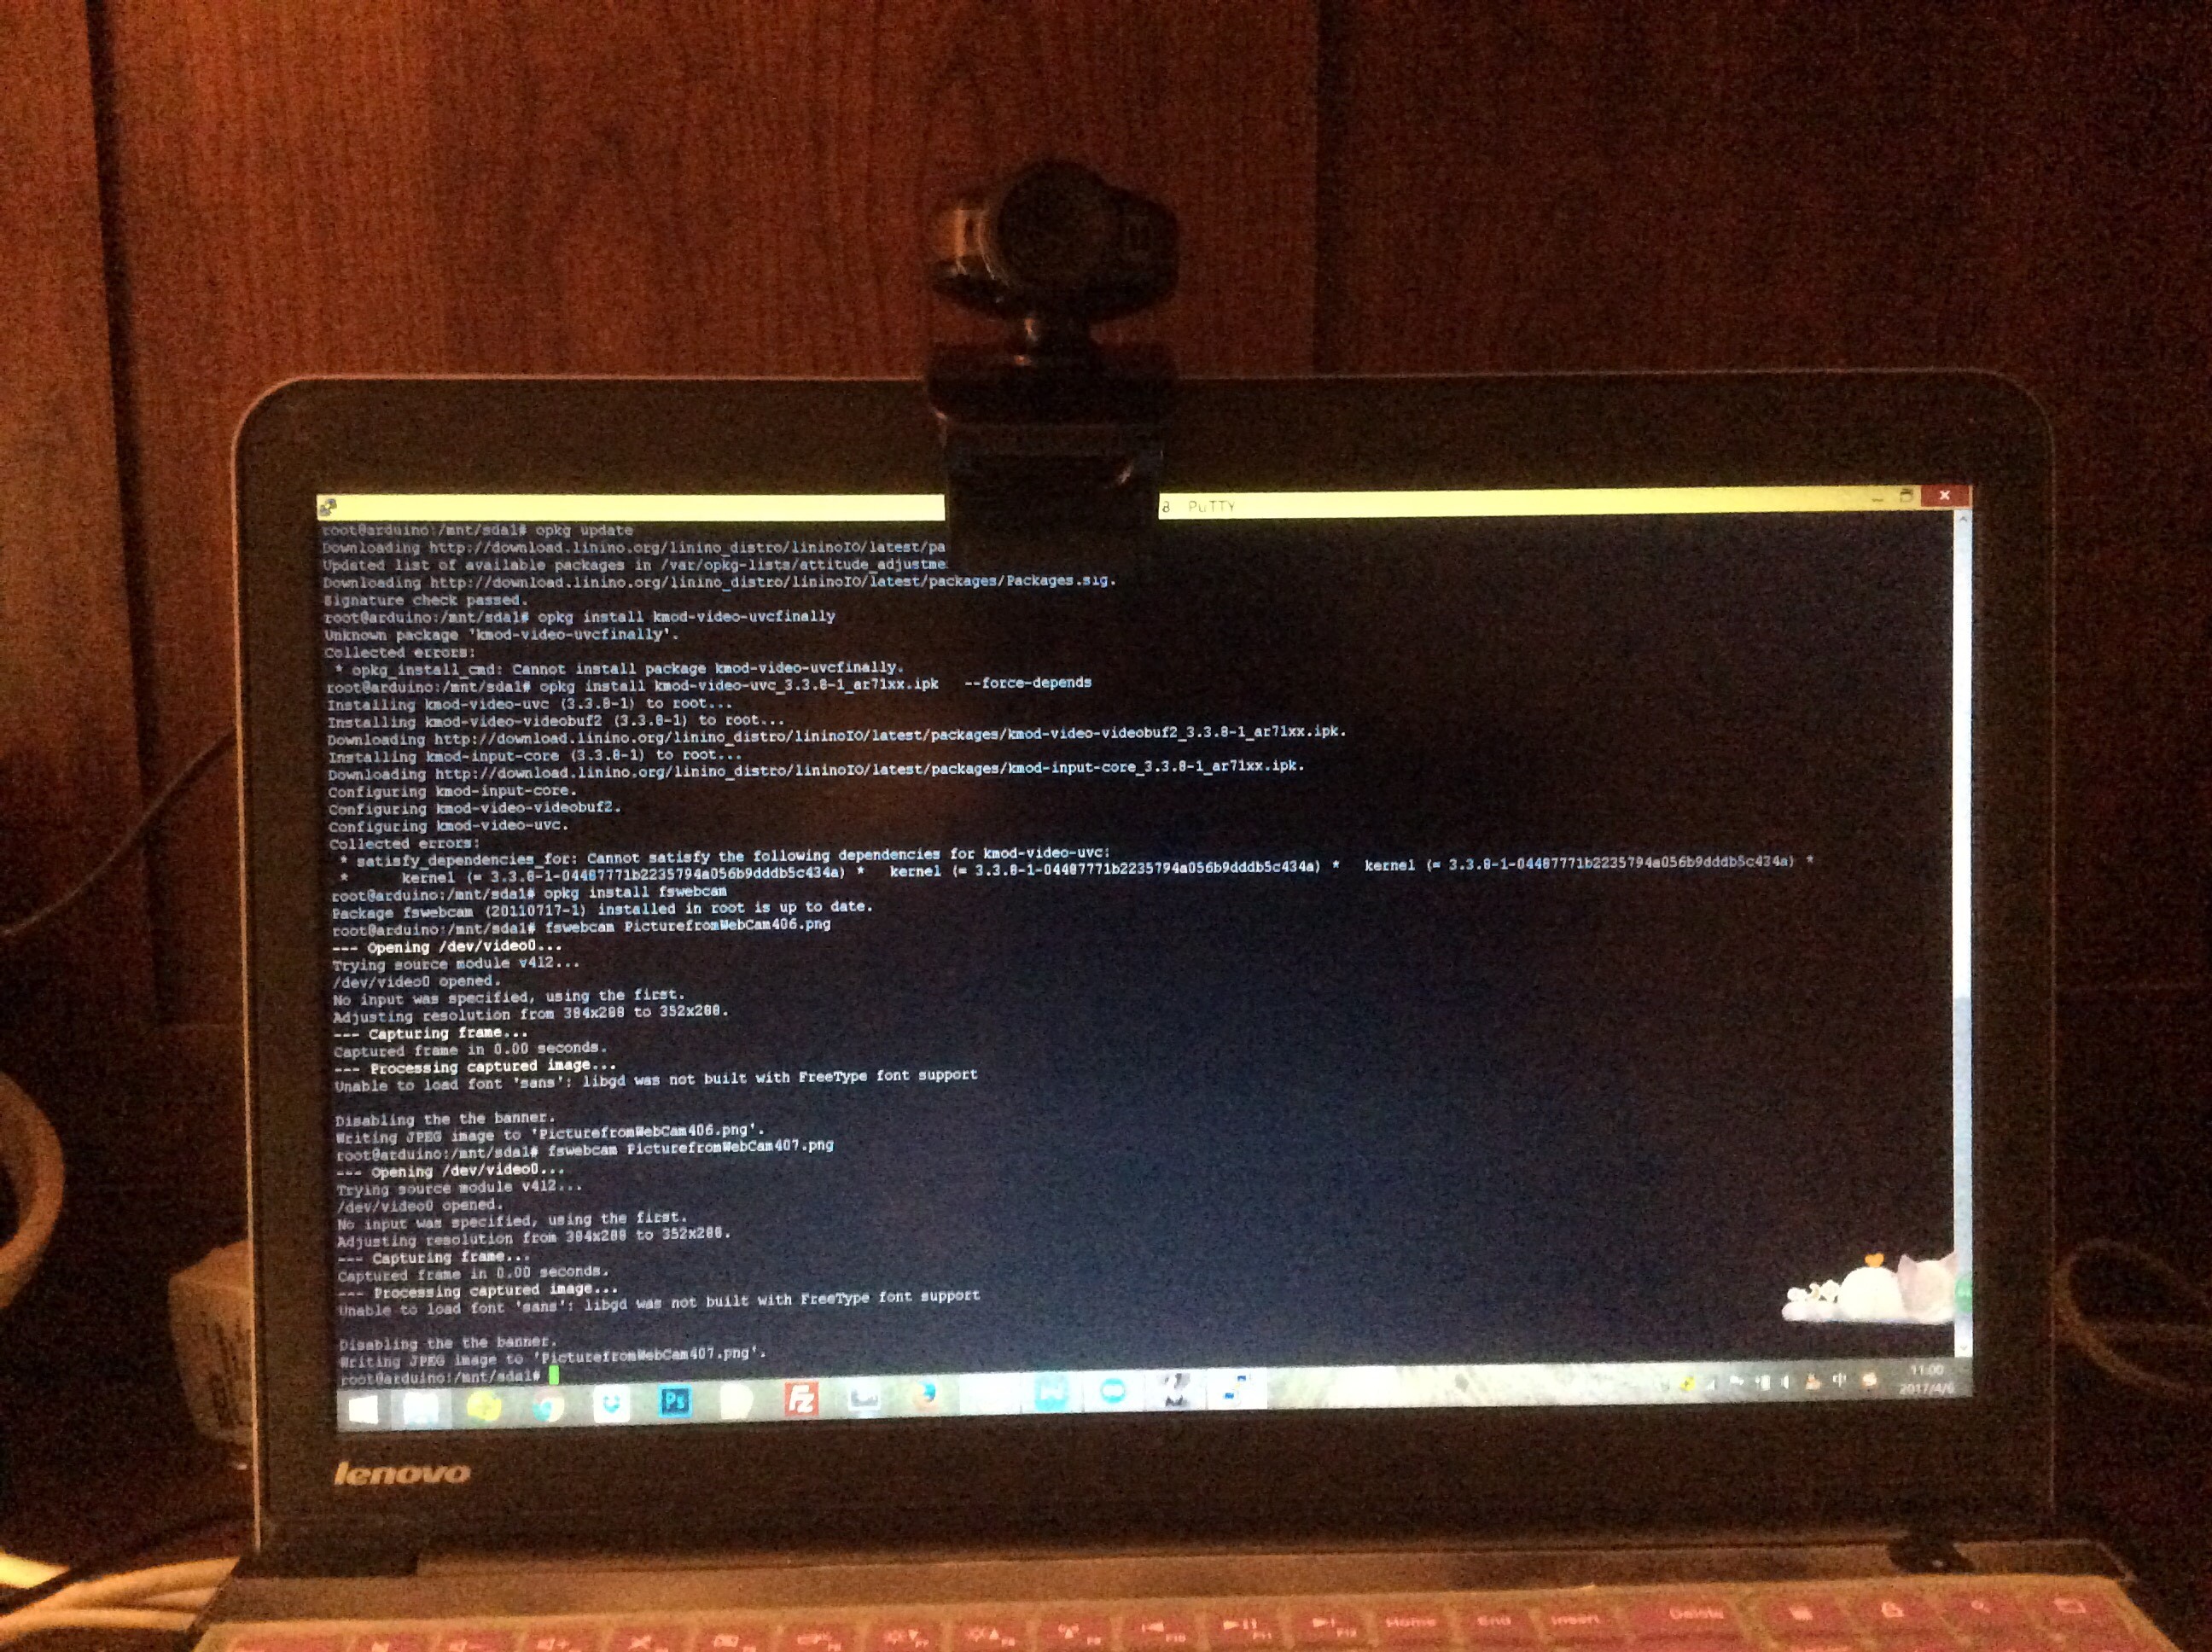 8 PuTTY
root@arduino:/mnt/sda1# opkg update
Downloading http://download.linino.org/linino_distro/lininoIO/latest/pa
Updated list of available packages in /var/opkg-lists/attitude_adjustme
Downloading http://download.linino.org/linino_distro/lininoIO/latest/packages/Packages.sig.
Signature check passed.
root@arduino:/mnt/sda1# opkg install kmod-video-uvcfinally
Unknown package 'kmod-video-uvcfinally'.
Collected errors:
* opkg_install_cmd: Cannot install package kmod-video-uvcfinally.
root@arduino:/mnt/sda1# opkg install kmod-video-uvc_3.3.8-1_ar71xx.ipk --force-depends
Installing kmod-video-uvc (3.3.8-1) to root...
Installing kmod-video-videobuf2 (3.3.8-1) to root...
Downloading http://download.linino.org/linino_distro/lininoIO/latest/packages/kmod-video-videobuf2_3.3.8-1_ar71xx.ipk.
Installing kmod-input-core (3.3.8-1) to root...
Downloading http://download.linino.org/linino_distro/lininoIO/latest/packages/kmod-input-core_3.3.8-1_ar71xx.ipk.
Configuring kmod-input-core.
Configuring kmod-video-videobuf2.
Configuring kmod-video-uvc.
Collected errors:
* satisfy_dependencies_for: Cannot satisfy the following dependencies for kmod-video-uvc:
* kernel (= 3.3.8-1-04487771b2235794a056b9dddb5c434a) * kernel (= 3.3.8-1-04487771b2235794a056b9dddb5c434a) * kernel (= 3.3.8-1-04487771b2235794a056b9dddb5c434a) *
root@arduino:/mnt/sda1# opkg install fswebcam
Package fswebcam (20110717-1) installed in root is up to date.
root@arduino:/mnt/sda1# fswebcam PicturefromWebCam406.png
--- Opening /dev/video0...
Trying source module v4l2...
/dev/video0 opened.
No input was specified, using the first.
Adjusting resolution from 384x288 to 352x288.
--- Capturing frame...
Captured frame in 0.00 seconds.
--- Processing captured image...
Unable to load font 'sans': libgd was not built with FreeType font support
Disabling the the banner.
Writing JPEG image to 'PicturefromWebCam406.png'.
root@arduino:/mnt/sda1# fswebcam PicturefromWebCam407.png
--- Opening /dev/video0...
Trying source module v4l2...
/dev/video0 opened.
No input was specified, using the first.
Adjusting resolution from 384x288 to 352x288.
--- Capturing frame...
Captured frame in 0.00 seconds.
--- Processing captured image...
Unable to load font 'sans': libgd was not built with FreeType font support
Disabling the the banner.
Writing JPEG image to 'PicturefromWebCam407.png'.
root@arduino:/mnt/sda1#
Ps
Fz
中
11:00
2017/4/6
lenovo
Home End Insert Delete